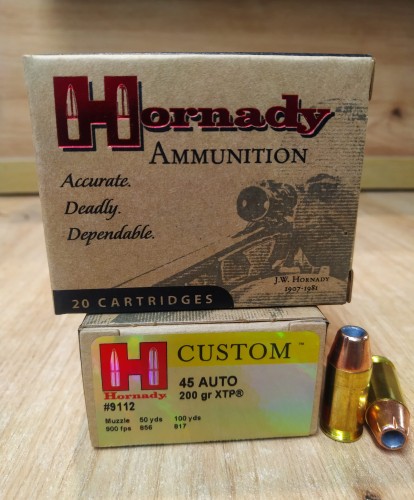 Hornady
AMMUNITION
Accurate.
Deadly.
Dependable.
J.W. HORNADY
1907-1981
20 CARTRIDGES
H CUSTOM™
Hornady
45 AUTO
#9112
200 gr XTP®
Muzzle 50 yds 100 yds
900 fps 856 817